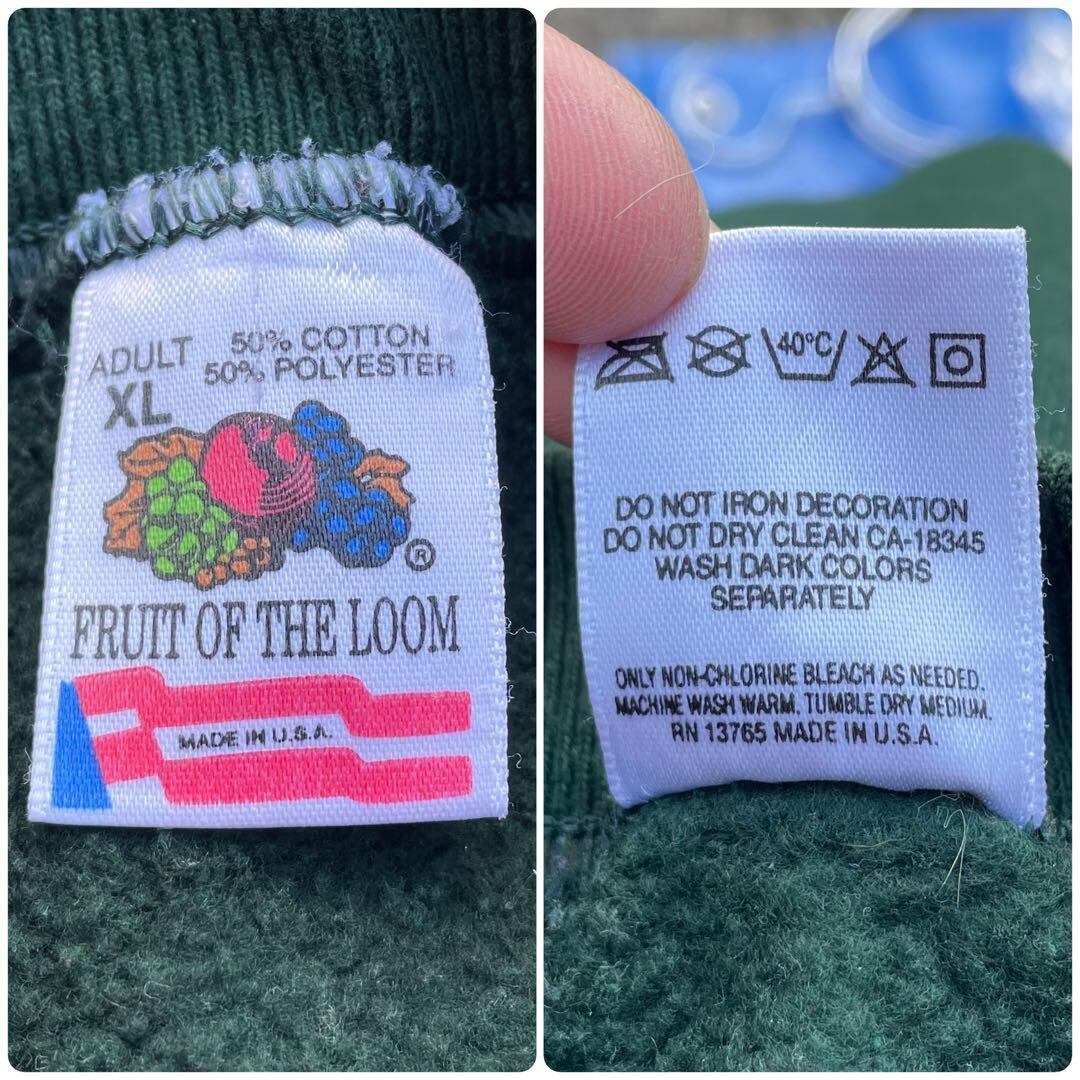 ADULT
XL
50% COTTON
50% POLYESTER
®
FRUIT OF THE LOOM
MADE IN U.S.A.
40°C
DO NOT IRON DECORATION
DO NOT DRY CLEAN CA-18345
WASH DARK COLORS
SEPARATELY
ONLY NON-CHLORINE BLEACH AS NEEDED.
MACHINE WASH WARM. TUMBLE DRY MEDIUM.
RN 13765 MADE IN U.S.A.